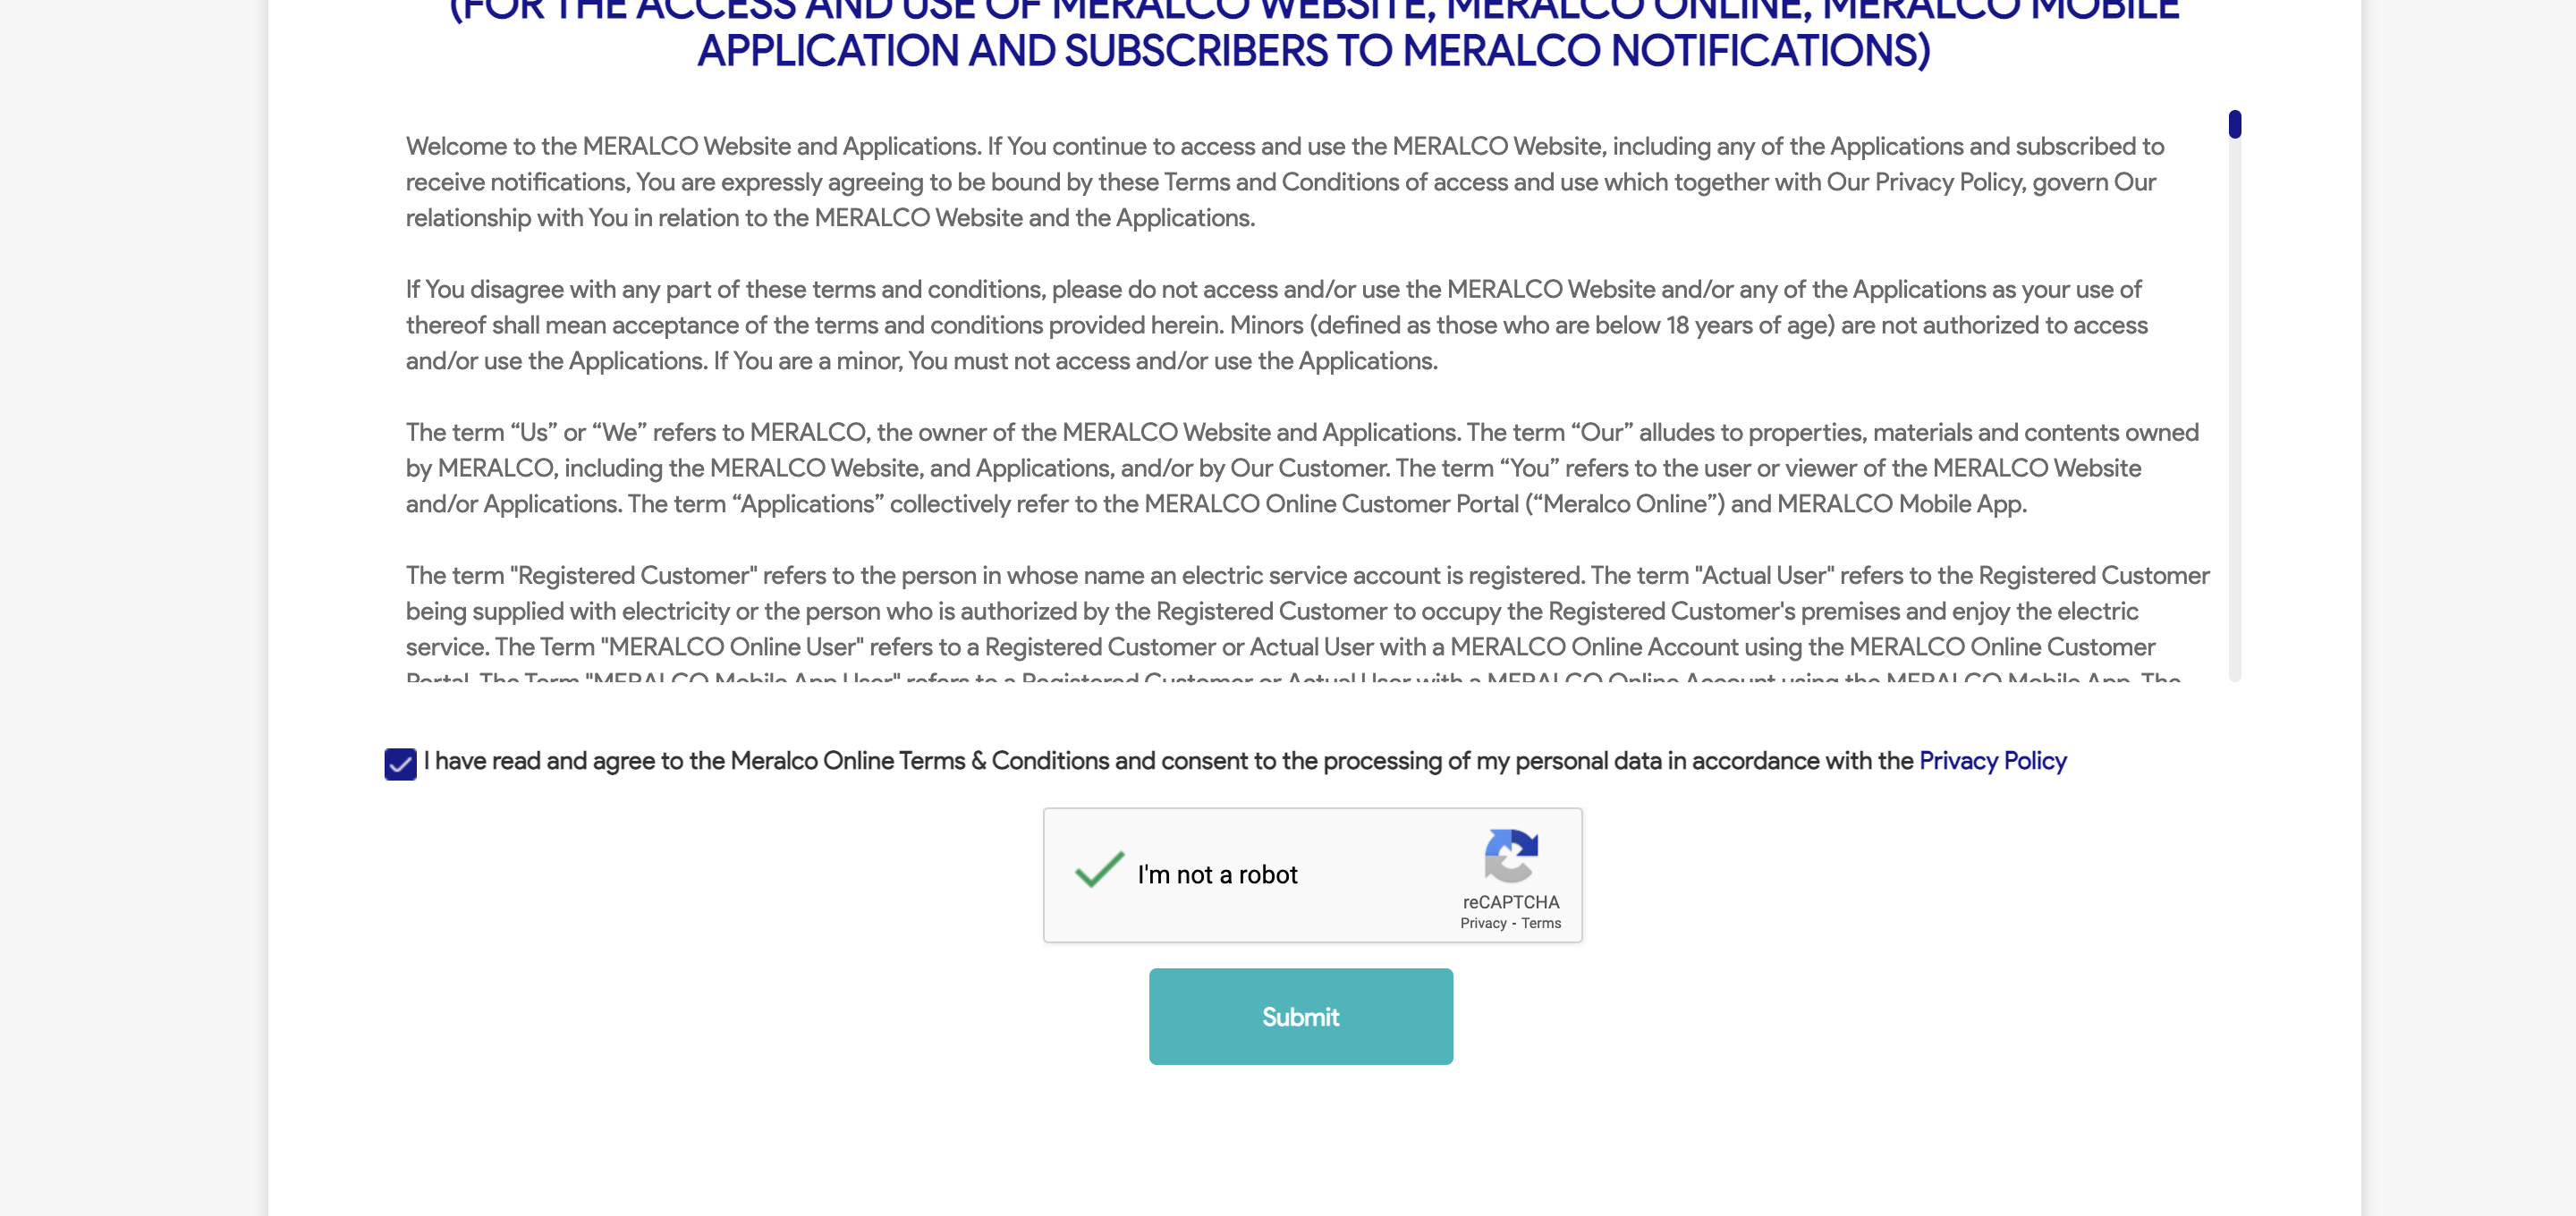 (FOR THE ACCESS AND USE OF MERALCO WEBSITE, MERALCO ONLINE, MERALCO MOBILE
APPLICATION AND SUBSCRIBERS TO MERALCO NOTIFICATIONS)
Welcome to the MERALCO Website and Applications. If You continue to access and use the MERALCO Website, including any of the Applications and subscribed to
receive notifications, You are expressly agreeing to be bound by these Terms and Conditions of access and use which together with Our Privacy Policy, govern Our
relationship with You in relation to the MERALCO Website and the Applications.
If You disagree with any part of these terms and conditions, please do not access and/or use the MERALCO Website and/or any of the Applications as your use of
thereof shall mean acceptance of the terms and conditions provided herein. Minors (defined as those who are below 18 years of age) are not authorized to access
and/or use the Applications. If You are a minor, You must not access and/or use the Applications.
The term “Us” or “We” refers to MERALCO, the owner of the MERALCO Website and Applications. The term “Our” alludes to properties, materials and contents owned
by MERALCO, including the MERALCO Website, and Applications, and/or by Our Customer. The term “You” refers to the user or viewer of the MERALCO Website
and/or Applications. The term “Applications” collectively refer to the MERALCO Online Customer Portal (“Meralco Online”) and MERALCO Mobile App.
The term "Registered Customer" refers to the person in whose name an electric service account is registered. The term "Actual User" refers to the Registered Customer
being supplied with electricity or the person who is authorized by the Registered Customer to occupy the Registered Customer's premises and enjoy the electric
service. The Term "MERALCO Online User" refers to a Registered Customer or Actual User with a MERALCO Online Account using the MERALCO Online Customer
Portal. The Term "MERALCO Mobile App User" refers to a Registered Customer or Actual User with a MERALCO Online Account using the MERALCO Mobile App. The
I have read and agree to the Meralco Online Terms & Conditions and consent to the processing of my personal data in accordance with the Privacy Policy
I'm not a robot
reCAPTCHA
Privacy - Terms
Submit